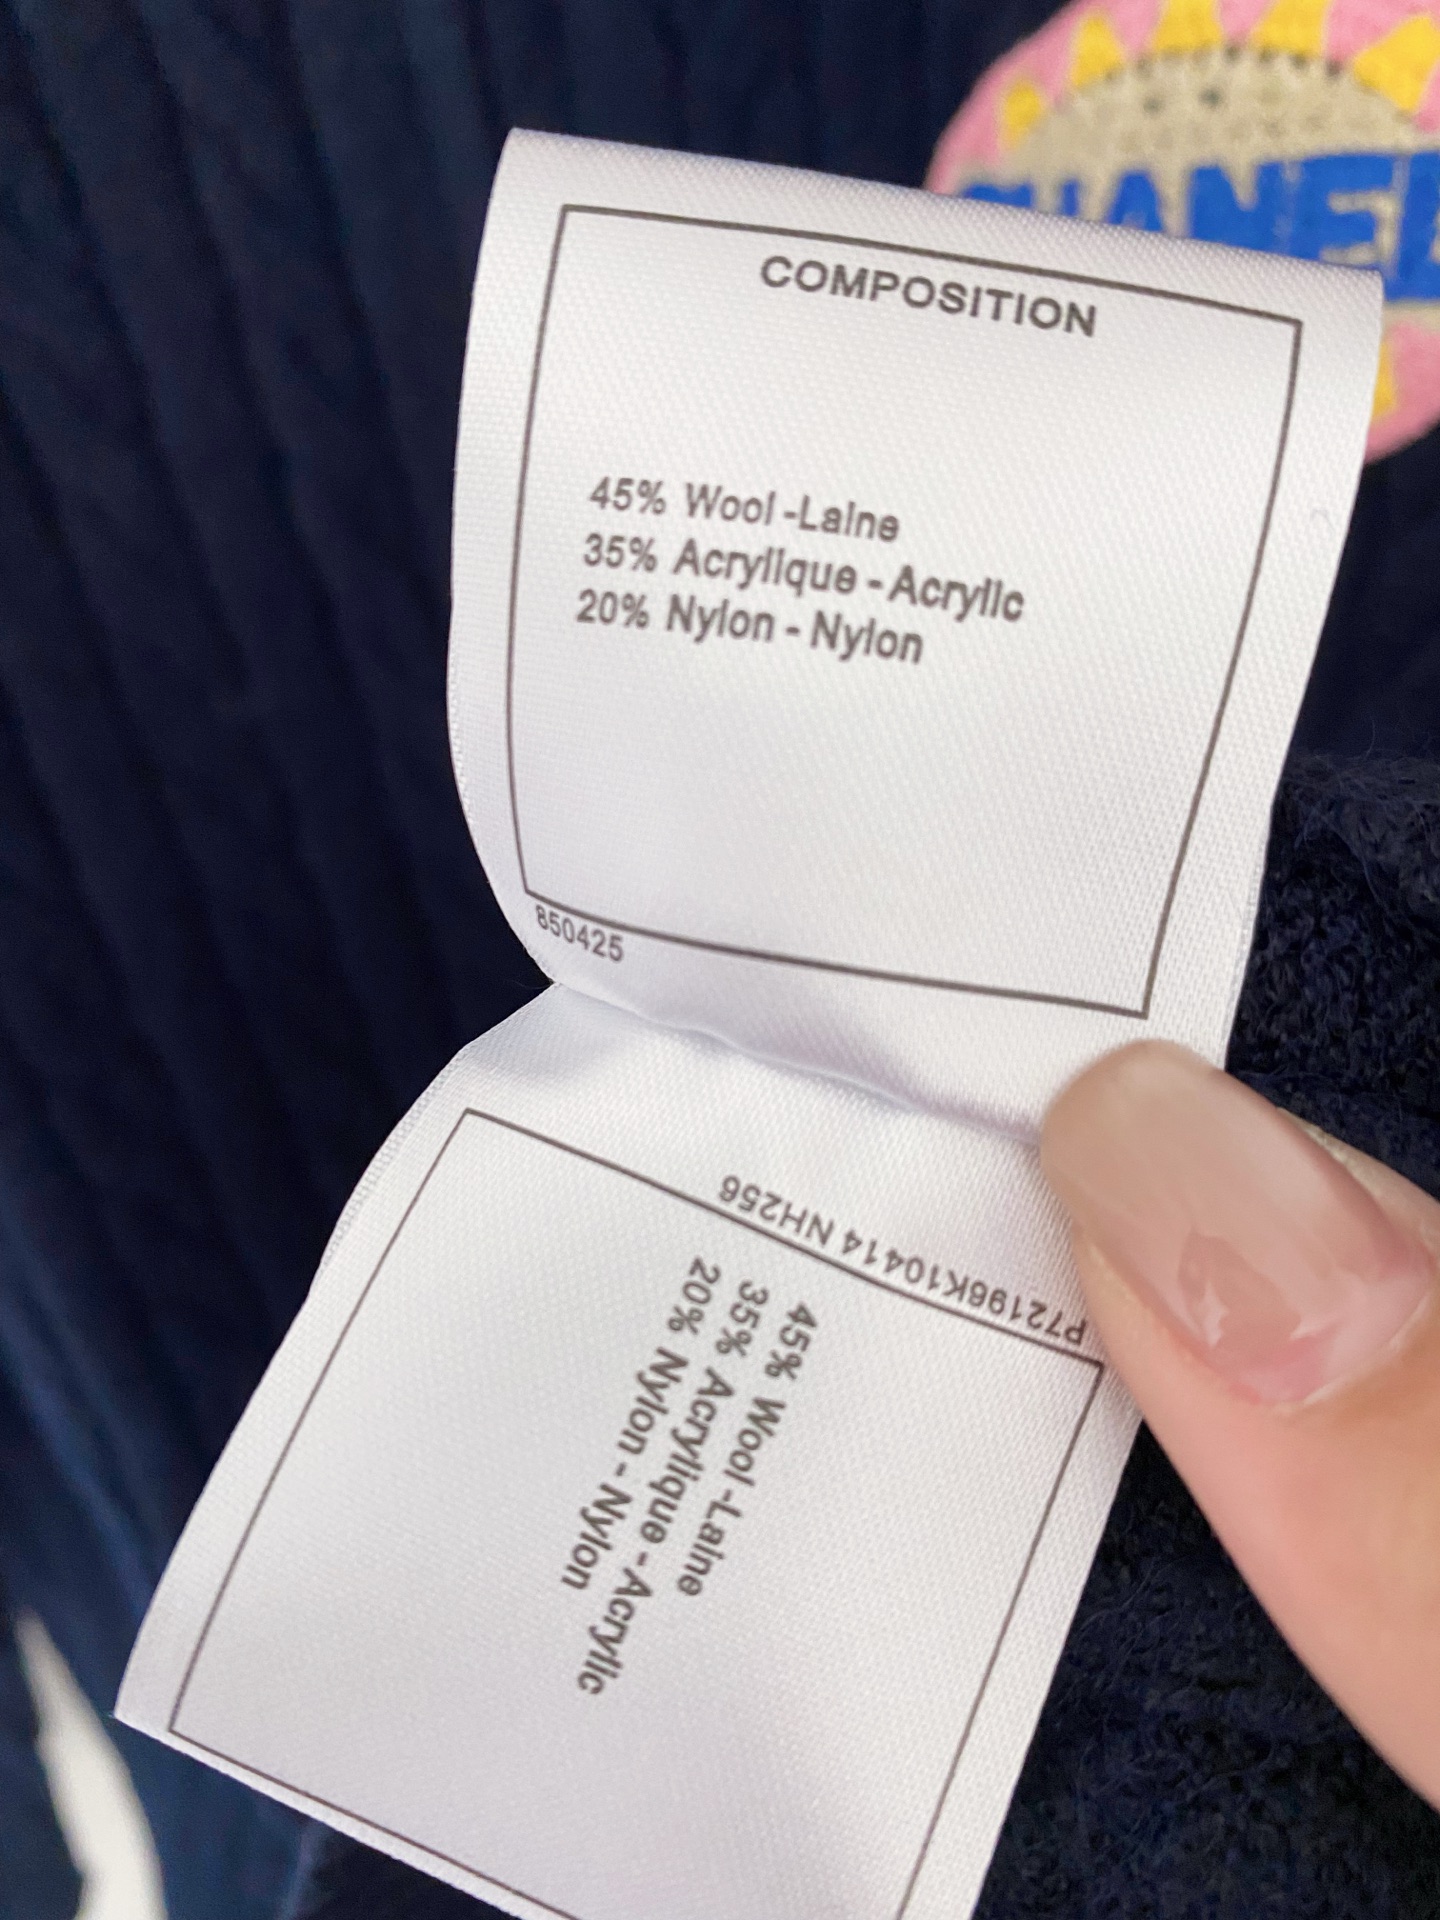 CHANEL
COMPOSITION
45% Wool -Laine
35% Acrylique - Acrylic
20% Nylon - Nylon
850425
P72196K10414 NH256
45% Wool -Laine
35% Acrylique - Acrylic
20% Nylon - Nylon